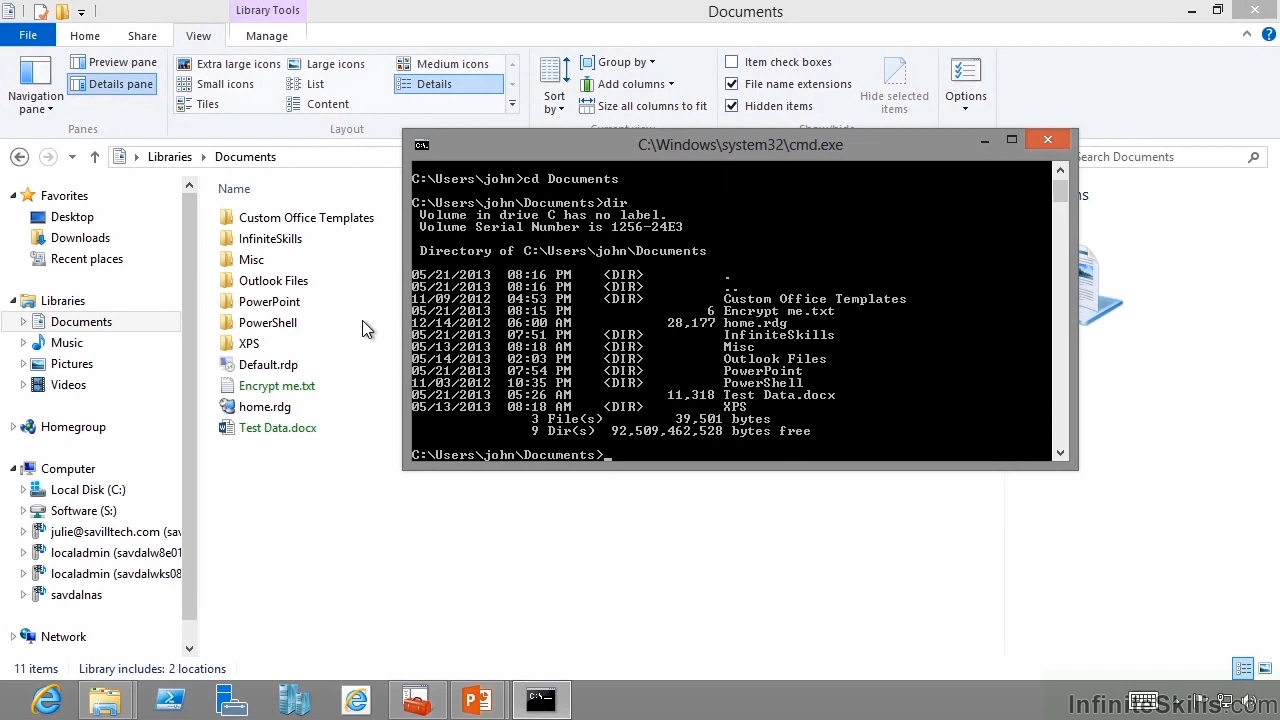 Library Tools
Documents
File
Home
Share
View
Manage
Navigation pane
Preview pane
Details pane
Panes
Extra large icons
Large icons
Medium icons
Small icons
List
Details
Tiles
Content
Layout
Sort by
Group by
Add columns
Size all columns to fit
Item check boxes
File name extensions
Hidden items
Hide selected items
Options
Libraries
Documents
Search Documents
C:\Windows\system32\cmd.exe
C:\Users\john>cd Documents
C:\Users\john\Documents>dir
Volume in drive C has no label.
Volume Serial Number is 1256-24E3
Directory of C:\Users\john\Documents
05/21/2013 08:16 PM <DIR> .
05/21/2013 08:16 PM <DIR> ..
11/09/2012 04:53 PM <DIR> Custom Office Templates
05/21/2013 08:15 PM 6 Encrypt me.txt
12/14/2012 06:00 AM 28,177 home.rdg
05/21/2013 07:51 PM <DIR> InfiniteSkills
05/13/2013 08:18 AM <DIR> Misc
05/14/2013 02:03 PM <DIR> Outlook Files
05/21/2013 07:54 PM <DIR> PowerPoint
11/03/2012 10:35 PM <DIR> PowerShell
05/21/2013 05:26 AM 11,318 Test Data.docx
05/13/2013 08:18 AM <DIR> XPS
3 File(s) 39,501 bytes
9 Dir(s) 92,509,462,528 bytes free
C:\Users\john\Documents>_
Favorites
Desktop
Downloads
Recent places
Libraries
Documents
Music
Pictures
Videos
Homegroup
Computer
Local Disk (C:)
Software (S:)
julie@savilltech.com (sav
localadmin (savdalw8e01
localadmin (savdalwks08
savdalnas
Network
Name
Custom Office Templates
InfiniteSkills
Misc
Outlook Files
PowerPoint
PowerShell
XPS
Default.rdp
Encrypt me.txt
home.rdg
Test Data.docx
11 items
Library includes: 2 locations
InfiniteSkills.com